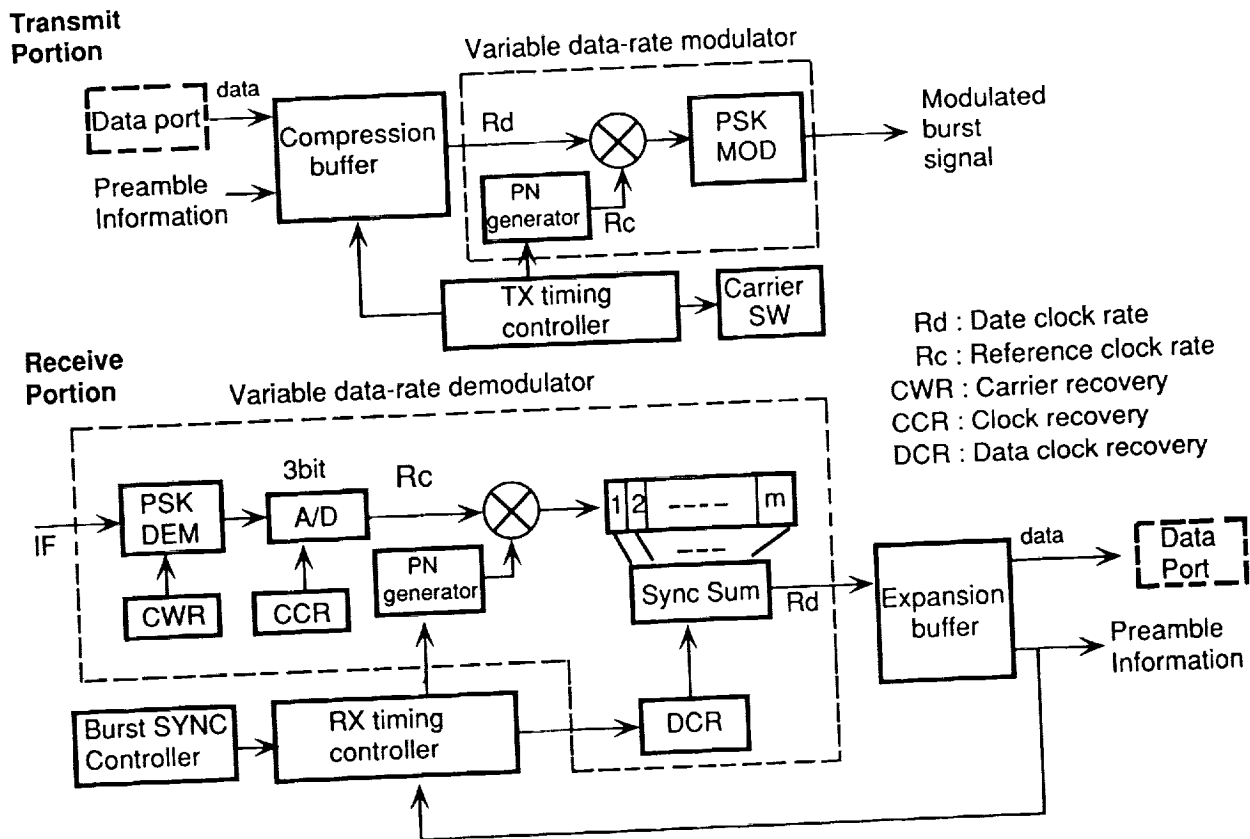 Transmit
Portion
Variable data-rate modulator
data
Data port
Compression
buffer
Rd
PSK
MOD
Modulated
burst
signal
Preamble
Information
PN
generator
Rc
TX timing
controller
Carrier
SW
Rd : Date clock rate
Rc : Reference clock rate
CWR : Carrier recovery
CCR : Clock recovery
DCR : Data clock recovery
Receive
Portion
Variable data-rate demodulator
3bit
Rc
PSK
DEM
A/D
1 2 ---- m
----
IF
PN
generator
CWR
CCR
Sync Sum
Rd
Expansion
buffer
data
Data
Port
Preamble
Information
Burst SYNC
Controller
RX timing
controller
DCR